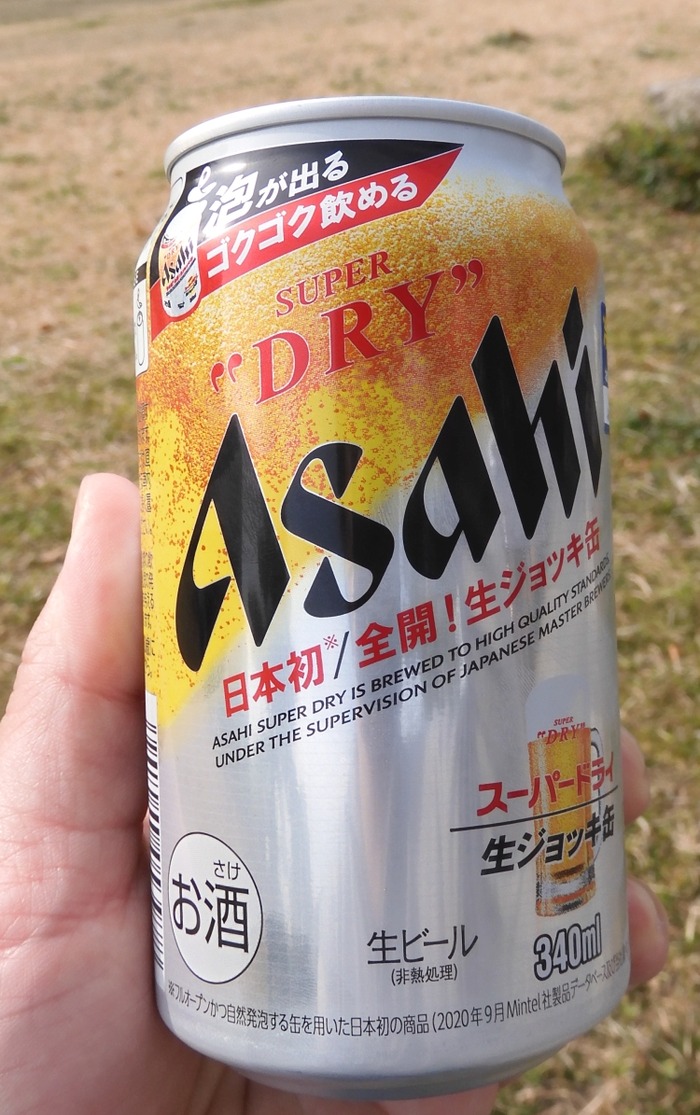 泡が出る
ゴクゴク飲める
Asahi
SUPER
“DRY”
Asahi
日本初※/全開!生ジョッキ缶
ASAHI SUPER DRY IS BREWED TO HIGH QUALITY STANDARDS
UNDER THE SUPERVISION OF JAPANESE MASTER BREWERS
SUPER
“DRY”
スーパードライ
生ジョッキ缶
さけ
お酒
生ビール
(非熱処理)
340ml
※フルオープンかつ自然発泡する缶を用いた日本初の商品(2020年9月Mintel社製品データベース